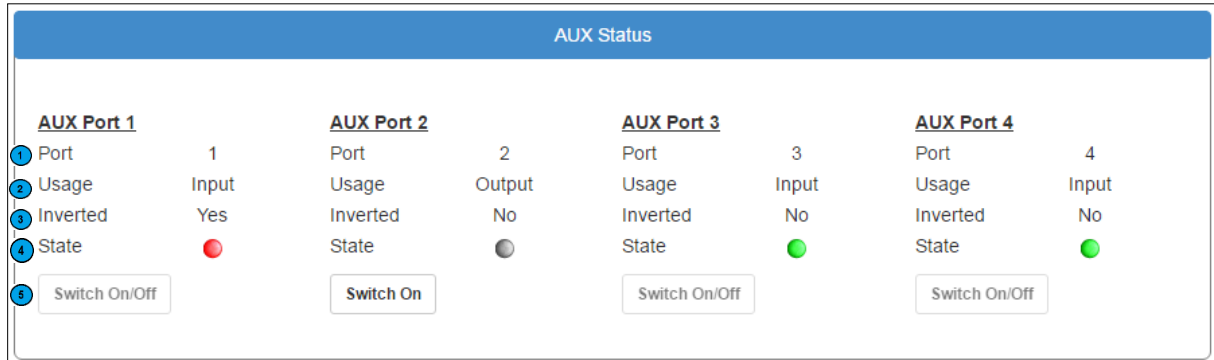 AUX Status
AUX Port 1 AUX Port 2 AUX Port 3 AUX Port 4
1 Port 1 Port 2 Port 3 Port 4
2 Usage Input Usage Output Usage Input Usage Input
3 Inverted Yes Inverted No Inverted No Inverted No
4 State State State State
5 Switch On/Off Switch On Switch On/Off Switch On/Off